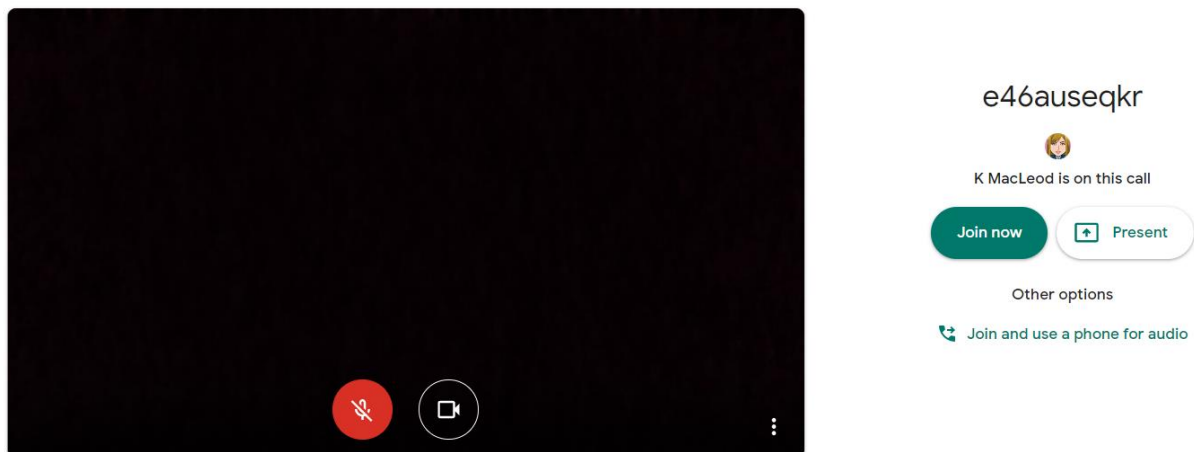 e46auseqkr
K MacLeod is on this call
Join now
Present
Other options
Join and use a phone for audio